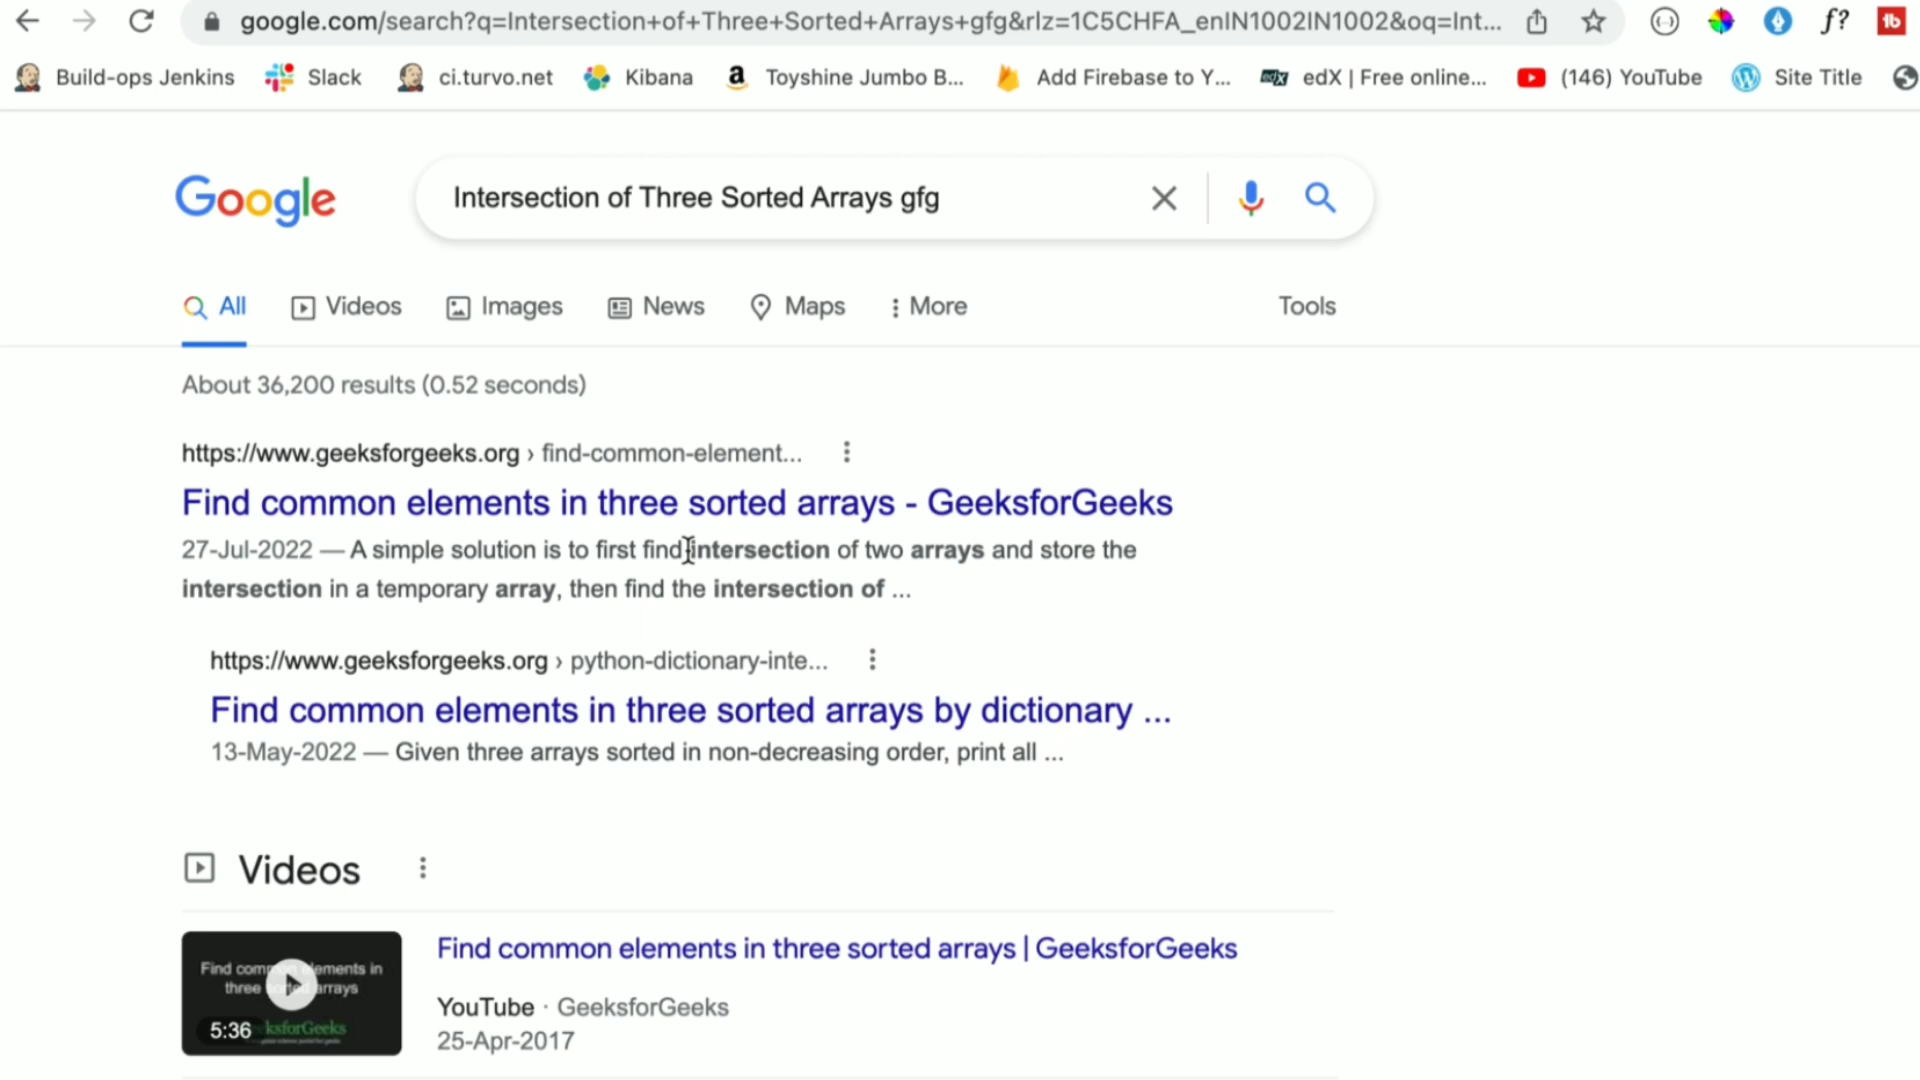 google.com/search?q=Intersection+of+Three+Sorted+Arrays+gfg&rlz=1C5CHFA_enIN1002IN1002&oq=Int...
f?
Build-ops Jenkins
Slack
ci.turvo.net
Kibana
Toyshine Jumbo B...
Add Firebase to Y...
edX | Free online...
(146) YouTube
Site Title
Google
Intersection of Three Sorted Arrays gfg
All
Videos
Images
News
Maps
More
Tools
About 36,200 results (0.52 seconds)
https://www.geeksforgeeks.org › find-common-element...
Find common elements in three sorted arrays - GeeksforGeeks
27-Jul-2022 — A simple solution is to first find intersection of two arrays and store the
intersection in a temporary array, then find the intersection of ...
https://www.geeksforgeeks.org › python-dictionary-inte...
Find common elements in three sorted arrays by dictionary ...
13-May-2022 — Given three arrays sorted in non-decreasing order, print all ...
Videos
Find common elements in three sorted arrays | GeeksforGeeks
YouTube · GeeksforGeeks
25-Apr-2017
5:36